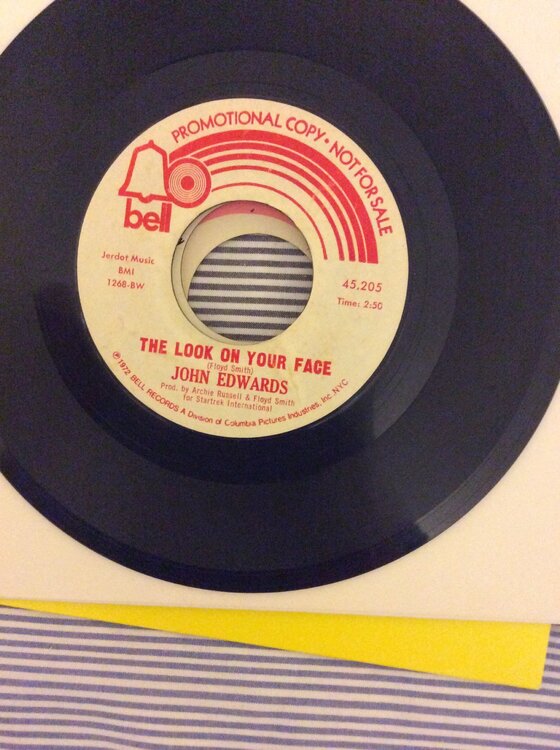 PROMOTIONAL COPY • NOT FOR SALE
bell
Jerdot Music
BMI
1268-BW
45.205
Time: 2:50
THE LOOK ON YOUR FACE
(Floyd Smith)
JOHN EDWARDS
Prod. by Archie Russell & Floyd Smith
for Startrek International
℗1972 BELL RECORDS A Division of Columbia Pictures Industries, Inc. NYC